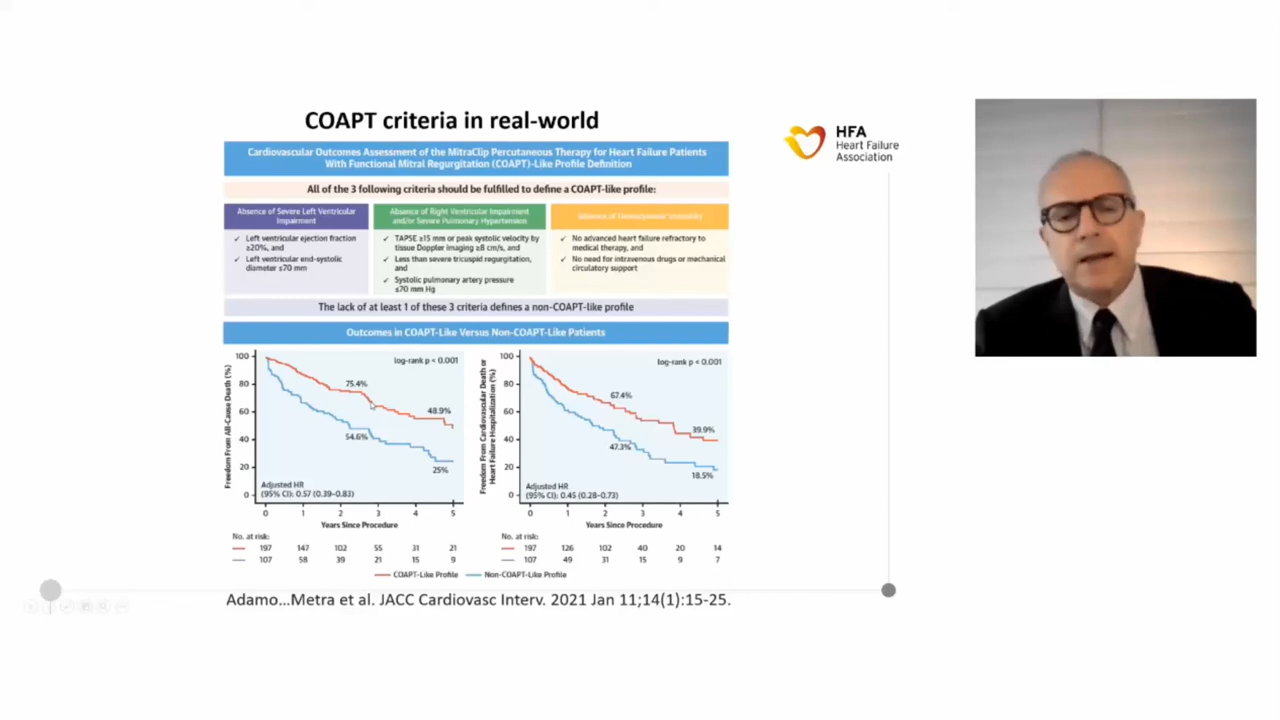 COAPT criteria in real-world
HFA
Heart Failure
Association
Cardiovascular Outcomes Assessment of the MitraClip Percutaneous Therapy for Heart Failure Patients
With Functional Mitral Regurgitation (COAPT)-Like Profile Definition
All of the 3 following criteria should be fulfilled to define a COAPT-like profile:
Absence of Severe Left Ventricular
Impairment
✓ Left ventricular ejection fraction
≥20%, and
✓ Left ventricular end-systolic
diameter ≤70 mm
Absence of Right Ventricular Impairment
and/or Severe Pulmonary Hypertension
✓ TAPSE ≥15 mm or peak systolic velocity by
tissue Doppler imaging ≥8 cm/s, and
✓ Less than severe tricuspid regurgitation,
and
✓ Systolic pulmonary artery pressure
≤70 mm Hg
Absence of Hemodynamic Instability
✓ No advanced heart failure refractory to
medical therapy, and
✓ No need for intravenous drugs or mechanical
circulatory support
The lack of at least 1 of these 3 criteria defines a non-COAPT-like profile
Outcomes in COAPT-Like Versus Non-COAPT-Like Patients
Freedom From All-Cause Death (%)
100
80
60
40
20
0
log-rank p < 0.001
75.4%
48.9%
54.6%
25%
Adjusted HR
(95% CI): 0.57 (0.39–0.83)
0 1 2 3 4 5
Years Since Procedure
No. at risk:
197 147 102 55 31 21
107 58 39 21 15 9
Freedom From Cardiovascular Death or
Heart Failure Hospitalization (%)
100
80
60
40
20
0
log-rank p < 0.001
67.4%
39.9%
47.3%
18.5%
Adjusted HR
(95% CI): 0.45 (0.28–0.73)
0 1 2 3 4 5
Years Since Procedure
No. at risk:
197 126 102 40 20 14
107 49 31 15 9 7
COAPT-Like Profile Non-COAPT-Like Profile
Adamo...Metra et al. JACC Cardiovasc Interv. 2021 Jan 11;14(1):15-25.